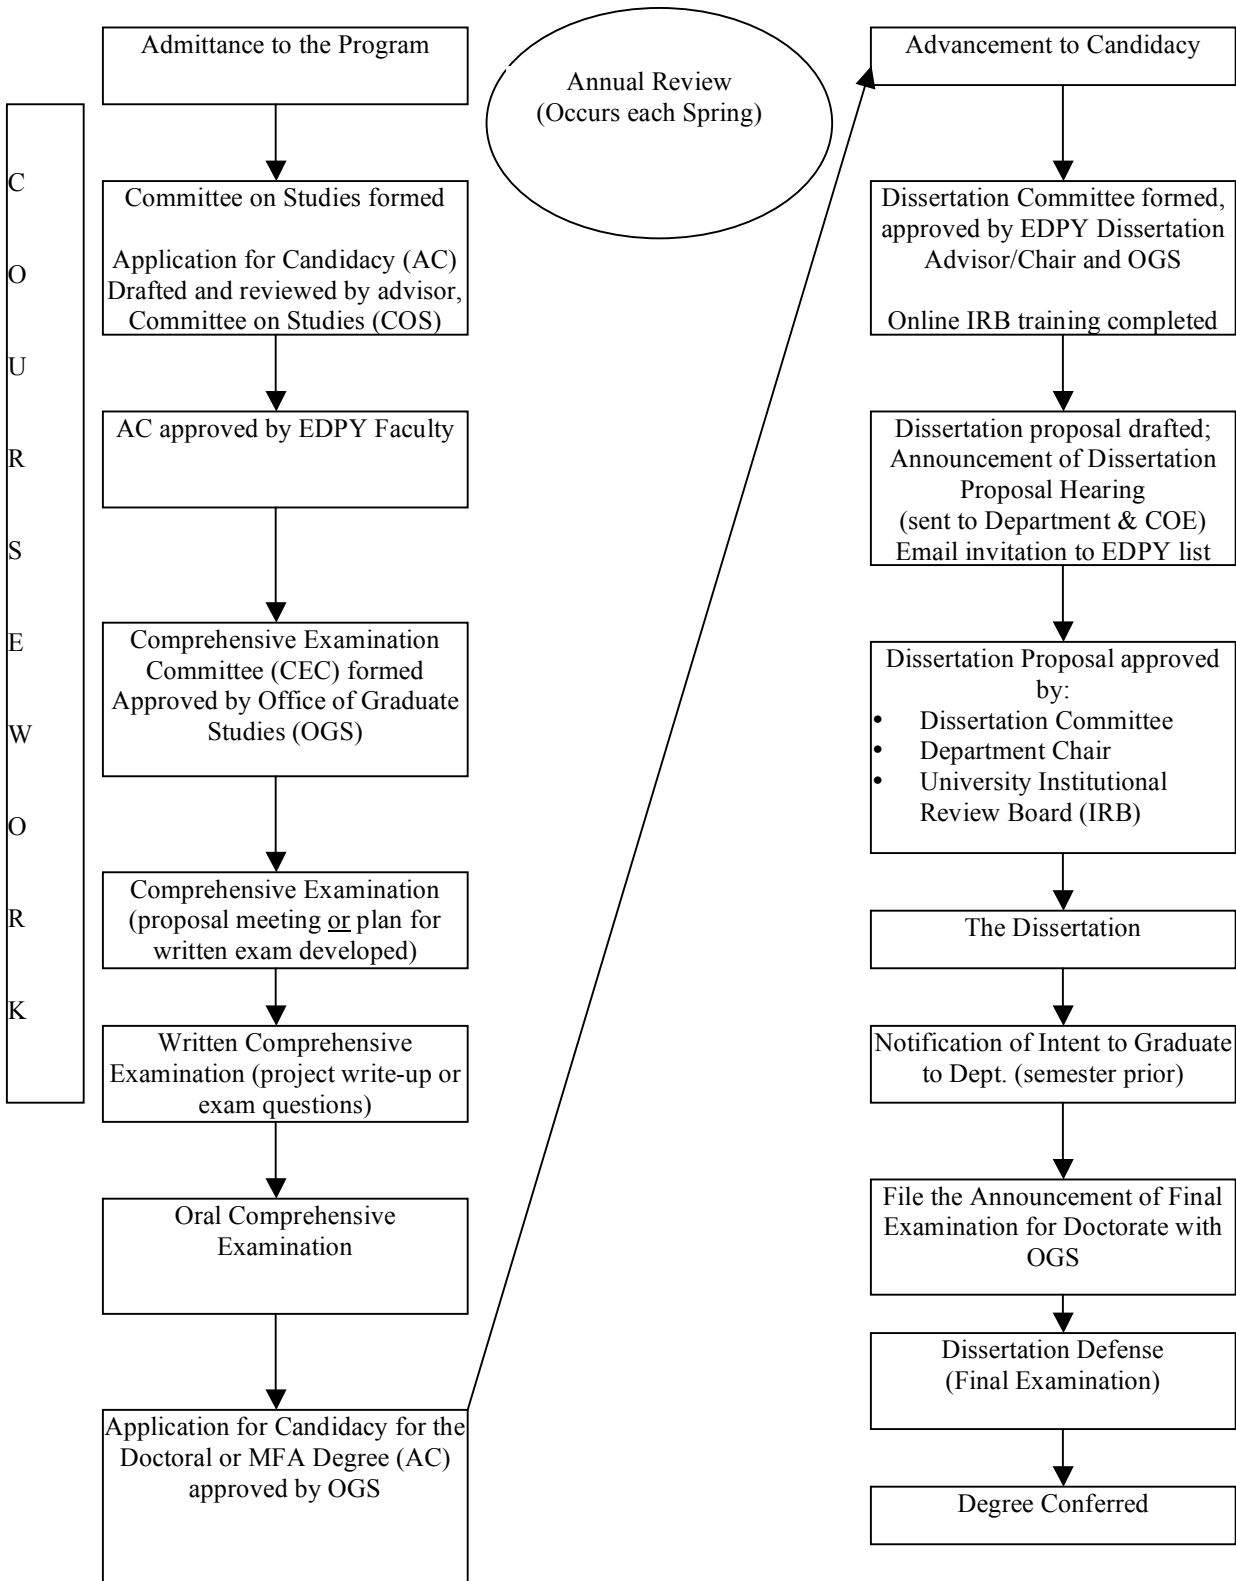 Admittance to the Program
C
O
U
R
S
E
W
O
R
K
Committee on Studies formed
Application for Candidacy (AC)
Drafted and reviewed by advisor,
Committee on Studies (COS)
AC approved by EDPY Faculty
Comprehensive Examination
Committee (CEC) formed
Approved by Office of Graduate
Studies (OGS)
Comprehensive Examination
(proposal meeting or plan for
written exam developed)
Written Comprehensive
Examination (project write-up or
exam questions)
Oral Comprehensive
Examination
Application for Candidacy for the
Doctoral or MFA Degree (AC)
approved by OGS
Annual Review
(Occurs each Spring)
Advancement to Candidacy
Dissertation Committee formed,
approved by EDPY Dissertation
Advisor/Chair and OGS
Online IRB training completed
Dissertation proposal drafted;
Announcement of Dissertation
Proposal Hearing
(sent to Department & COE)
Email invitation to EDPY list
Dissertation Proposal approved
by:
• Dissertation Committee
• Department Chair
• University Institutional
Review Board (IRB)
The Dissertation
Notification of Intent to Graduate
to Dept. (semester prior)
File the Announcement of Final
Examination for Doctorate with
OGS
Dissertation Defense
(Final Examination)
Degree Conferred